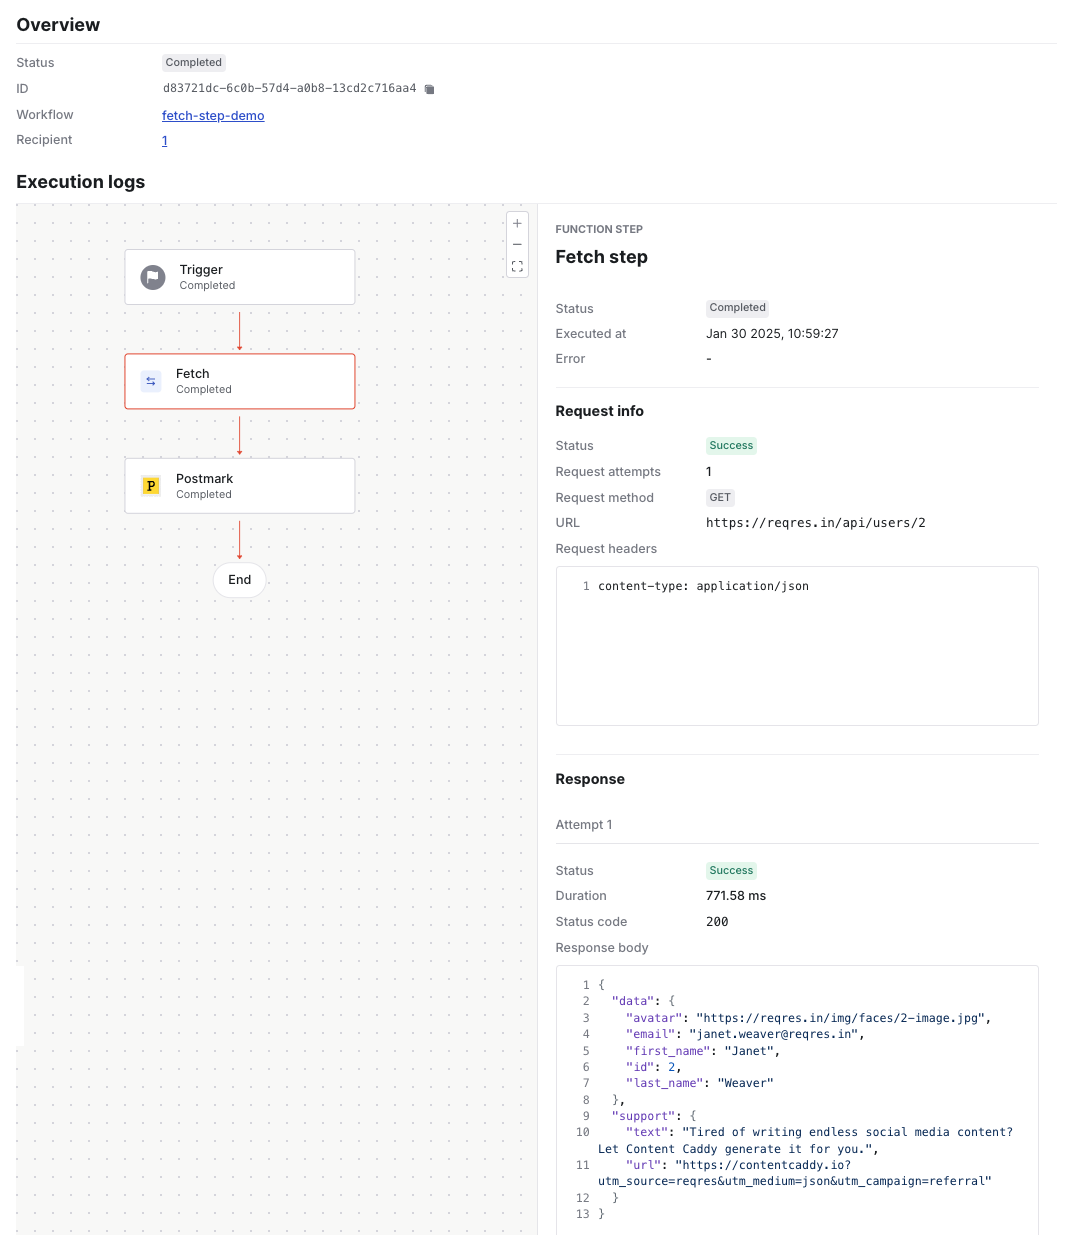 Overview
Status Completed
ID d83721dc-6c0b-57d4-a0b8-13cd2c716aa4
Workflow fetch-step-demo
Recipient 1
Execution logs
Trigger
Completed
Fetch
Completed
P
Postmark
Completed
End
FUNCTION STEP
Fetch step
Status Completed
Executed at Jan 30 2025, 10:59:27
Error -
Request info
Status Success
Request attempts 1
Request method GET
URL https://reqres.in/api/users/2
Request headers
1 content-type: application/json
Response
Attempt 1
Status Success
Duration 771.58 ms
Status code 200
Response body
1 {
2 "data": {
3 "avatar": "https://reqres.in/img/faces/2-image.jpg",
4 "email": "janet.weaver@reqres.in",
5 "first_name": "Janet",
6 "id": 2,
7 "last_name": "Weaver"
8 },
9 "support": {
10 "text": "Tired of writing endless social media content?
Let Content Caddy generate it for you.",
11 "url": "https://contentcaddy.io?
utm_source=reqres&utm_medium=json&utm_campaign=referral"
12 }
13 }